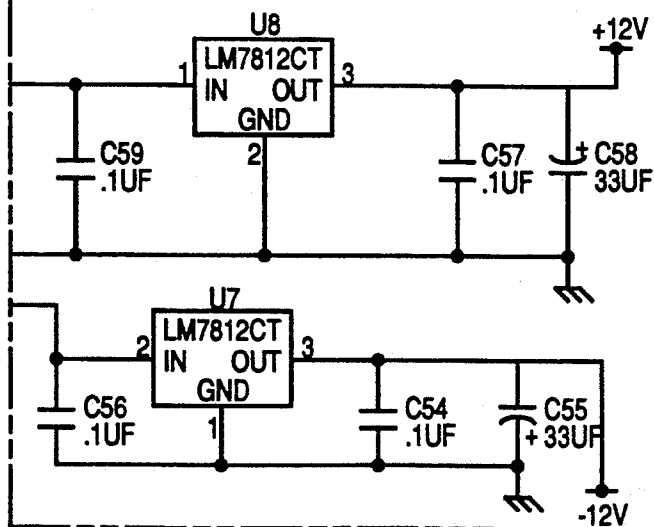 U8
+12V
LM7812CT
1 IN OUT 3
GND
2
C59
.1UF
C57
.1UF
+ C58
33UF
U7
LM7812CT
2 IN OUT 3
GND
1
C56
.1UF
C54
.1UF
C55
+ 33UF
-12V